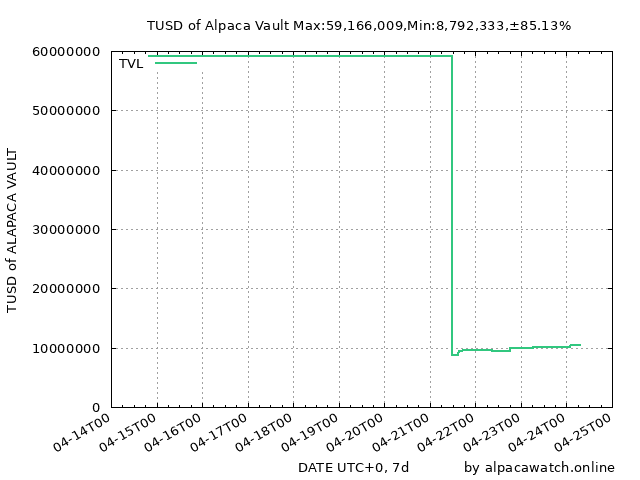 TUSD of Alpaca Vault Max:59,166,009,Min:8,792,333,±85.13%
TUSD of ALAPACA VAULT
60000000
50000000
40000000
30000000
20000000
10000000
0
TVL
04-14T00
04-15T00
04-16T00
04-17T00
04-18T00
04-19T00
04-20T00
04-21T00
04-22T00
04-23T00
04-24T00
04-25T00
DATE UTC+0, 7d
by alpacawatch.online